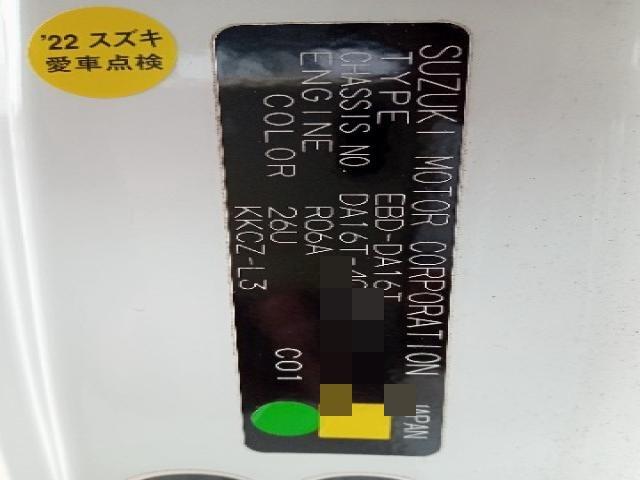 '22 スズキ
愛車点検
SUZUKI MOTOR CORPORATION JAPAN
TYPE EBD-DA16T
CHASSIS NO. DA16T-
ENGINE R06A
COLOR 26U C01
KKCZ-L3